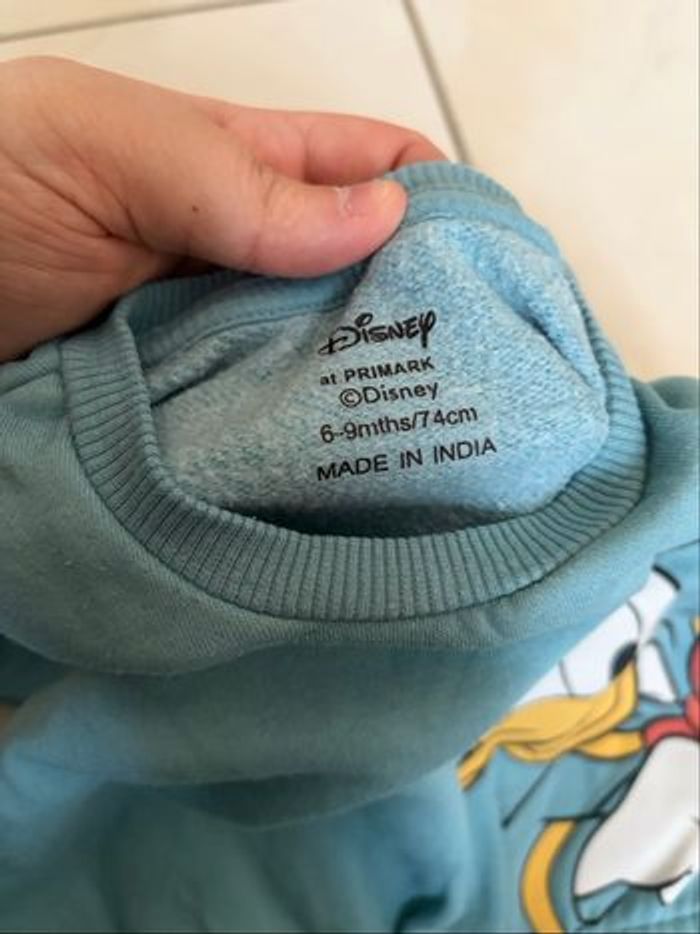 Disney
at PRIMARK
©Disney
6-9mths/74cm
MADE IN INDIA